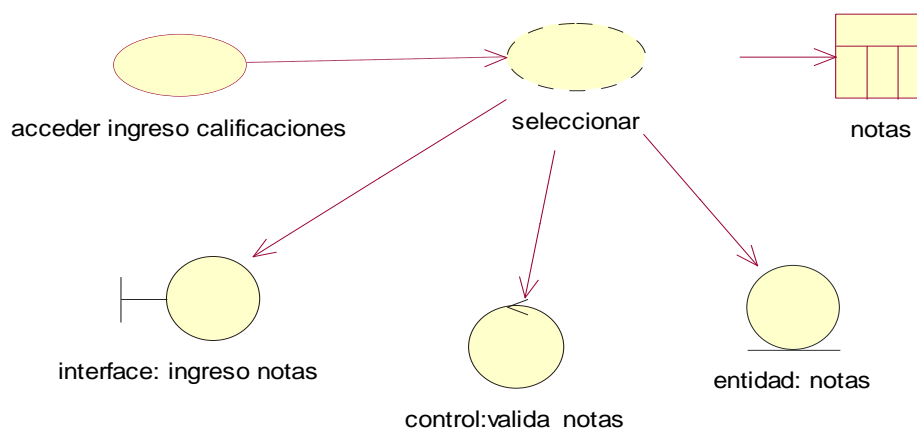 acceder ingreso calificaciones
seleccionar
notas
interface: ingreso notas
control:valida notas
entidad: notas